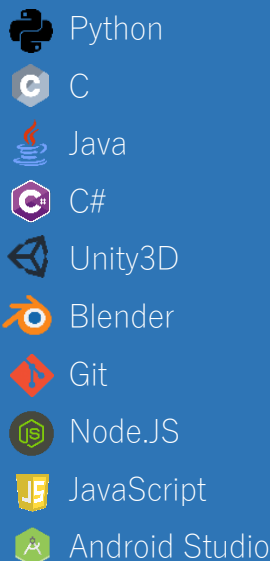 Python
C
Java
C#
Unity3D
Blender
Git
Node.JS
JavaScript
Android Studio